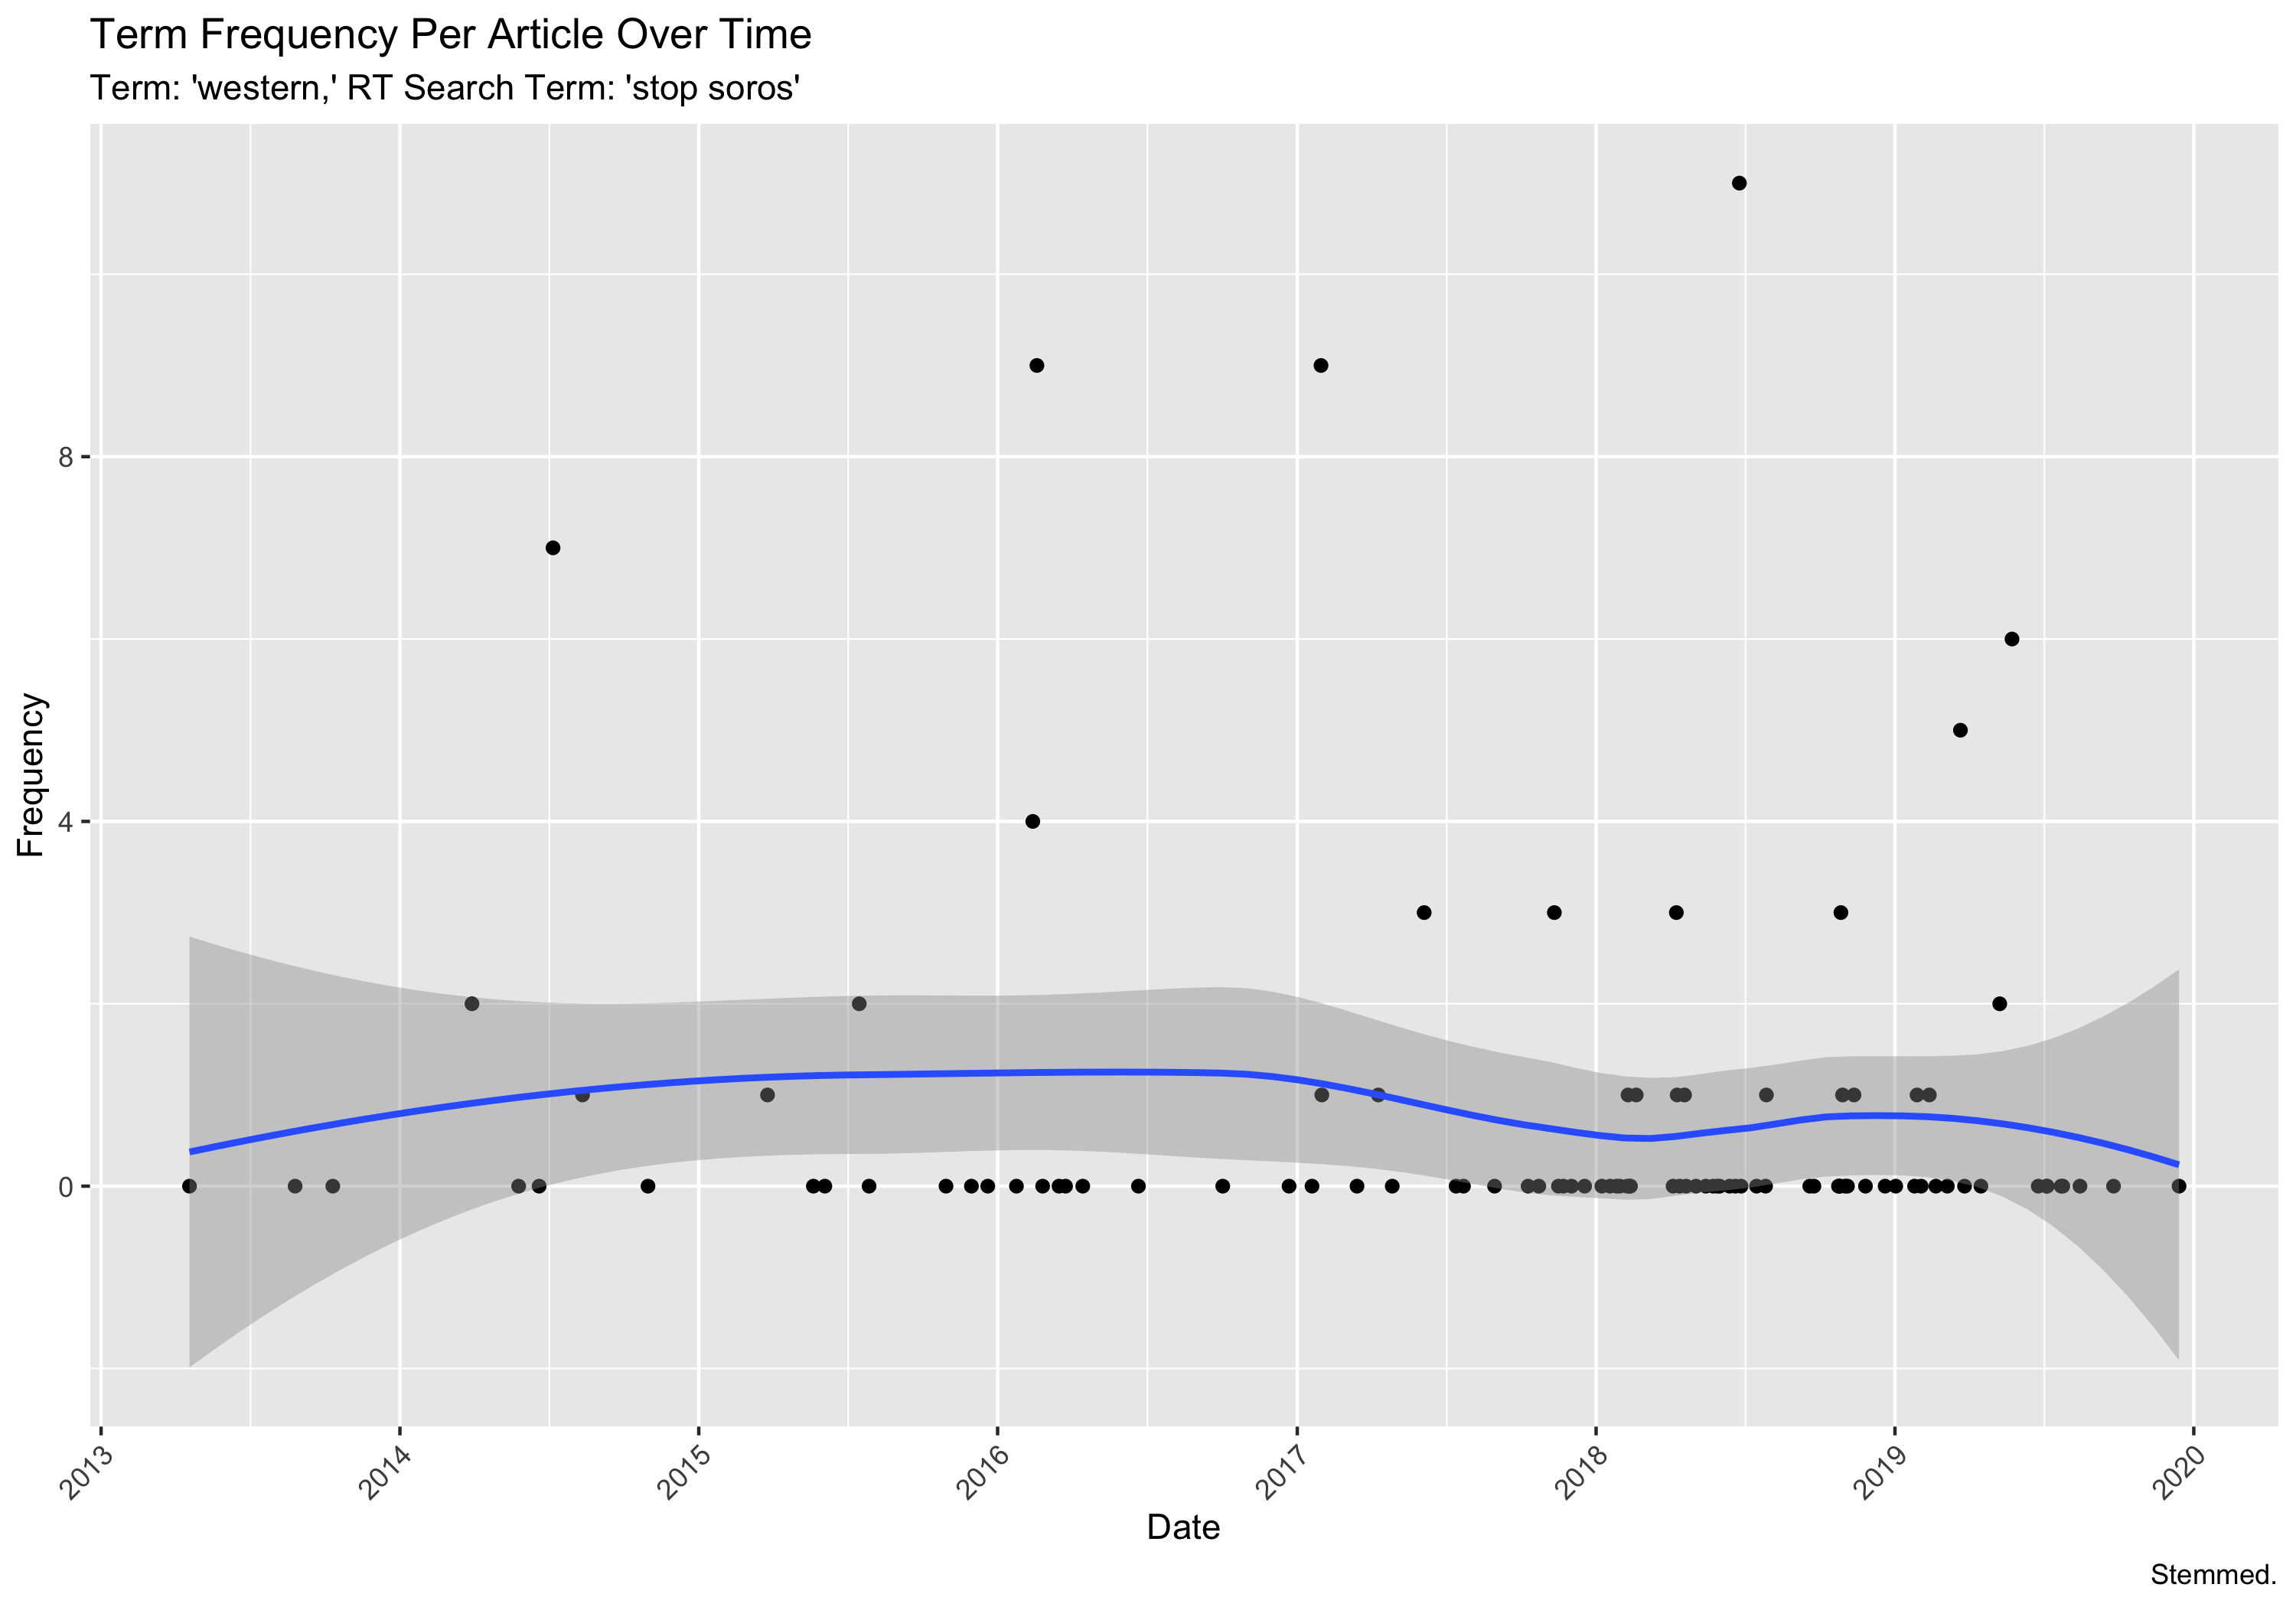 Term Frequency Per Article Over Time
Term: 'western,' RT Search Term: 'stop soros'
Frequency
8
4
0
2013
2014
2015
2016
2017
2018
2019
2020
Date
Stemmed.